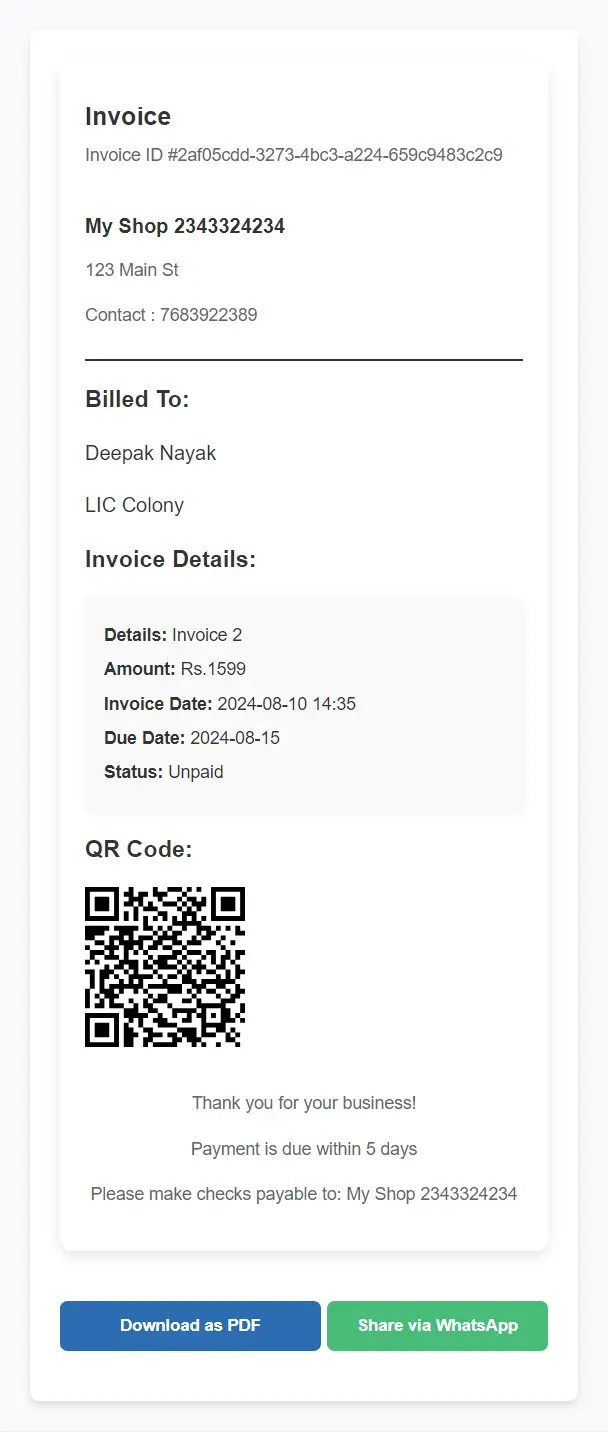 Invoice
Invoice ID #2af05cdd-3273-4bc3-a224-659c9483c2c9
My Shop 2343324234
123 Main St
Contact : 7683922389
Billed To:
Deepak Nayak
LIC Colony
Invoice Details:
Details: Invoice 2
Amount: Rs.1599
Invoice Date: 2024-08-10 14:35
Due Date: 2024-08-15
Status: Unpaid
QR Code:
Thank you for your business!
Payment is due within 5 days
Please make checks payable to: My Shop 2343324234
Download as PDF
Share via WhatsApp